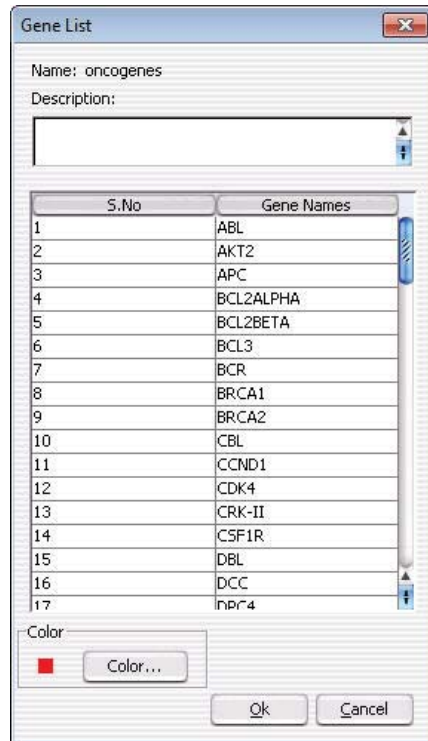 Gene List
Name: oncogenes
Description:
S.No Gene Names
1 ABL
2 AKT2
3 APC
4 BCL2ALPHA
5 BCL2BETA
6 BCL3
7 BCR
8 BRCA1
9 BRCA2
10 CBL
11 CCND1
12 CDK4
13 CRK-II
14 CSF1R
15 DBL
16 DCC
17 DPC4
Color
Color...
Ok Cancel